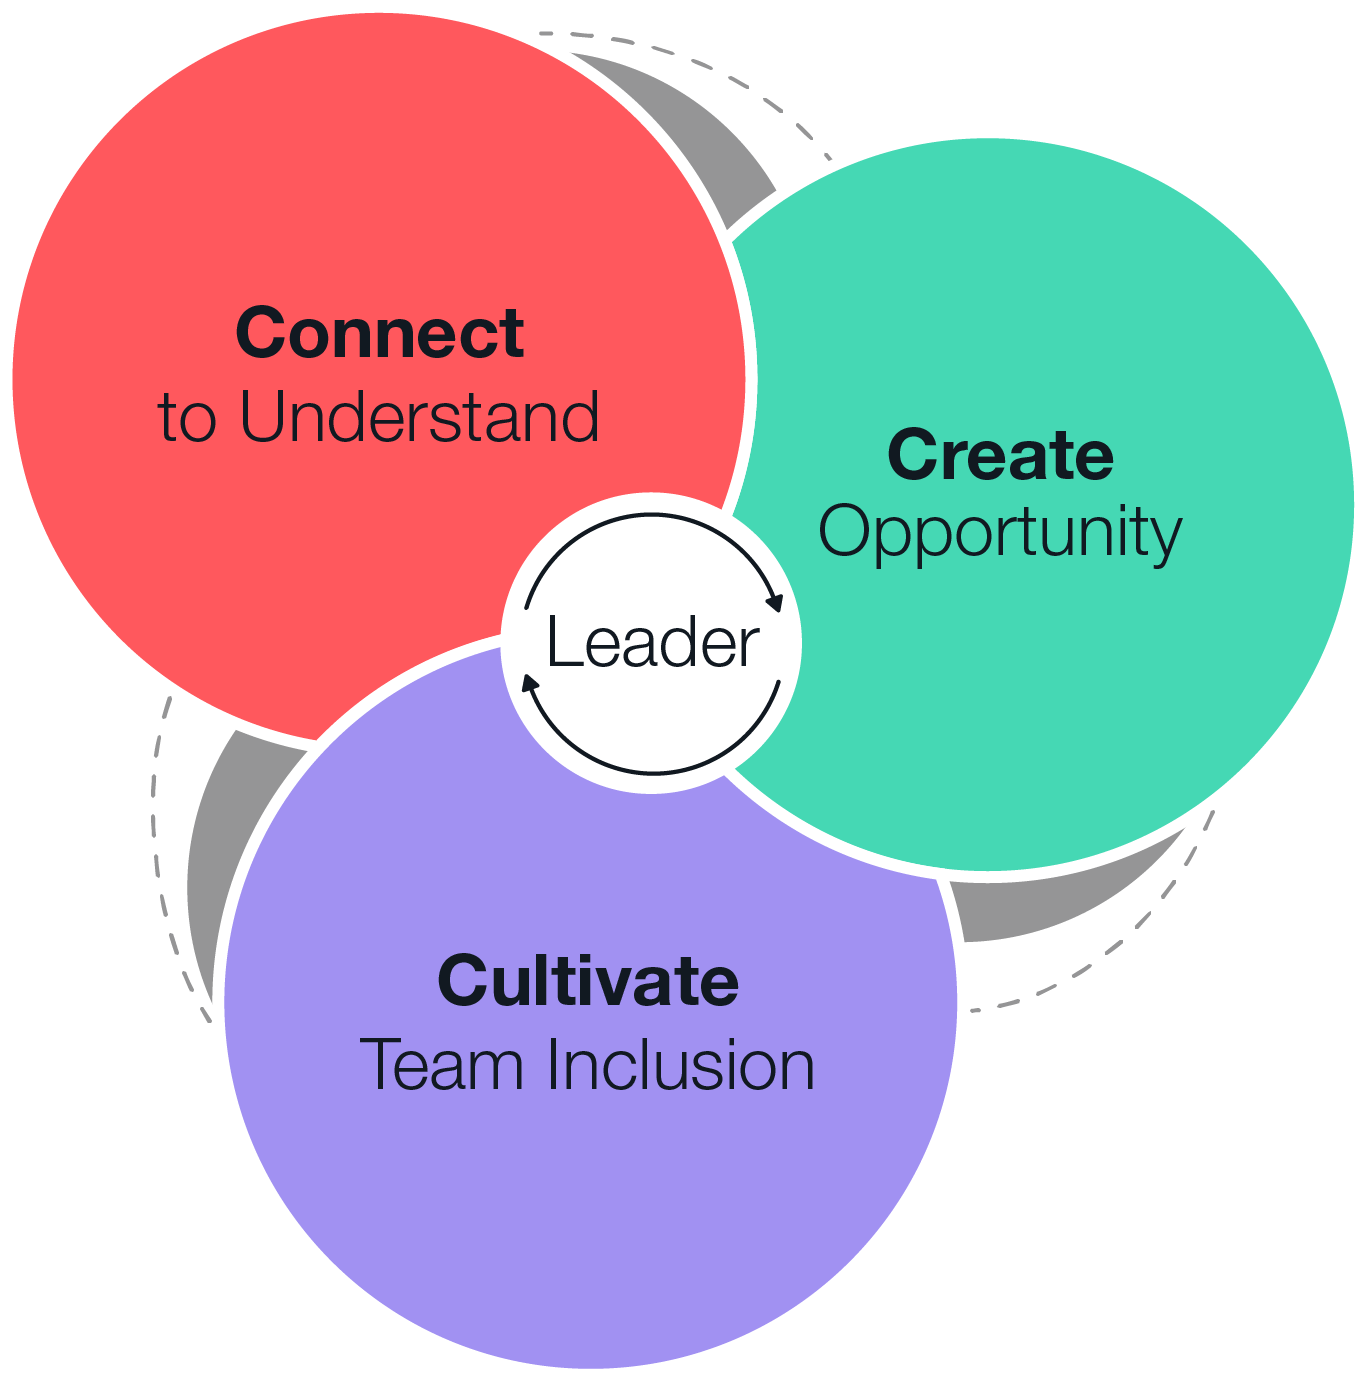 Connect
to Understand
Create
Opportunity
Leader
Cultivate
Team Inclusion